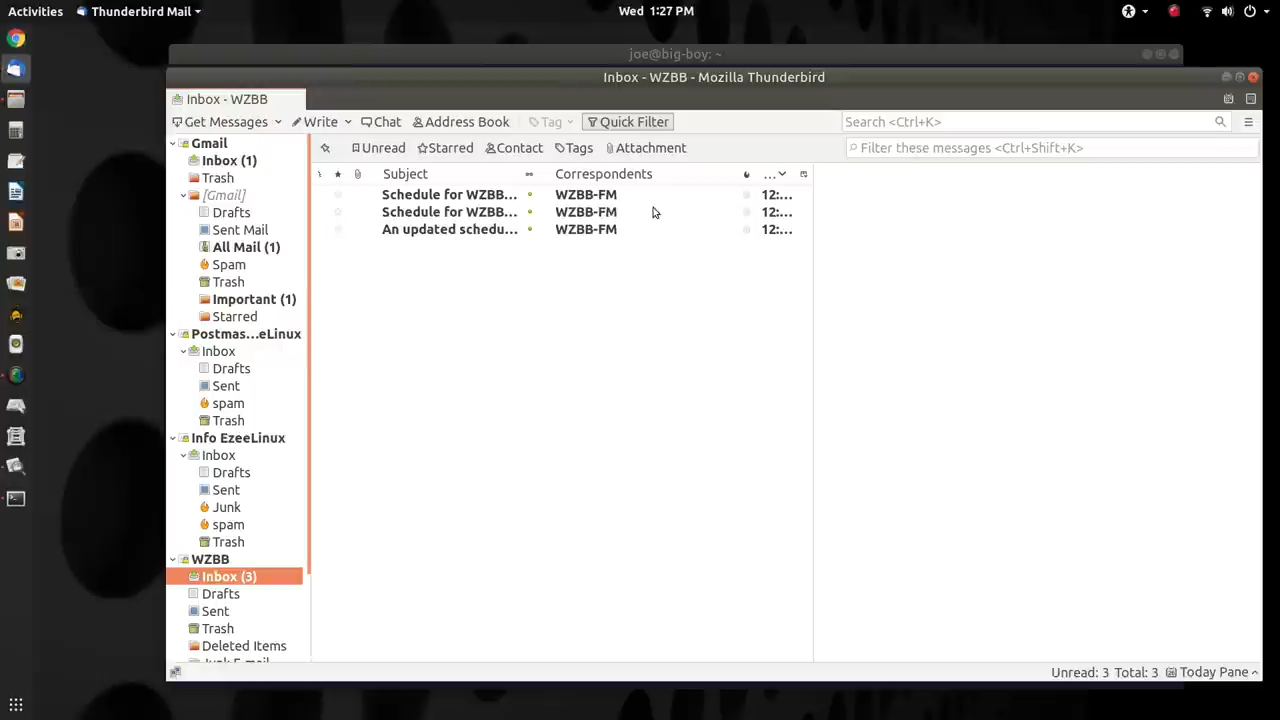 Activities Thunderbird Mail Wed 1:27 PM
joe@big-boy: ~
Inbox - WZBB - Mozilla Thunderbird
Inbox - WZBB
Get Messages Write Chat Address Book Tag Quick Filter Search <Ctrl+K>
Unread Starred Contact Tags Attachment Filter these messages <Ctrl+Shift+K>
Subject Correspondents ...
Schedule for WZBB... WZBB-FM 12:...
Schedule for WZBB... WZBB-FM 12:...
An updated schedu... WZBB-FM 12:...
Gmail
Inbox (1)
Trash
[Gmail]
Drafts
Sent Mail
All Mail (1)
Spam
Trash
Important (1)
Starred
Postmas...eLinux
Inbox
Drafts
Sent
spam
Trash
Info EzeeLinux
Inbox
Drafts
Sent
Junk
spam
Trash
WZBB
Inbox (3)
Drafts
Sent
Trash
Deleted Items
Junk E-mail
Unread: 3 Total: 3 Today Pane